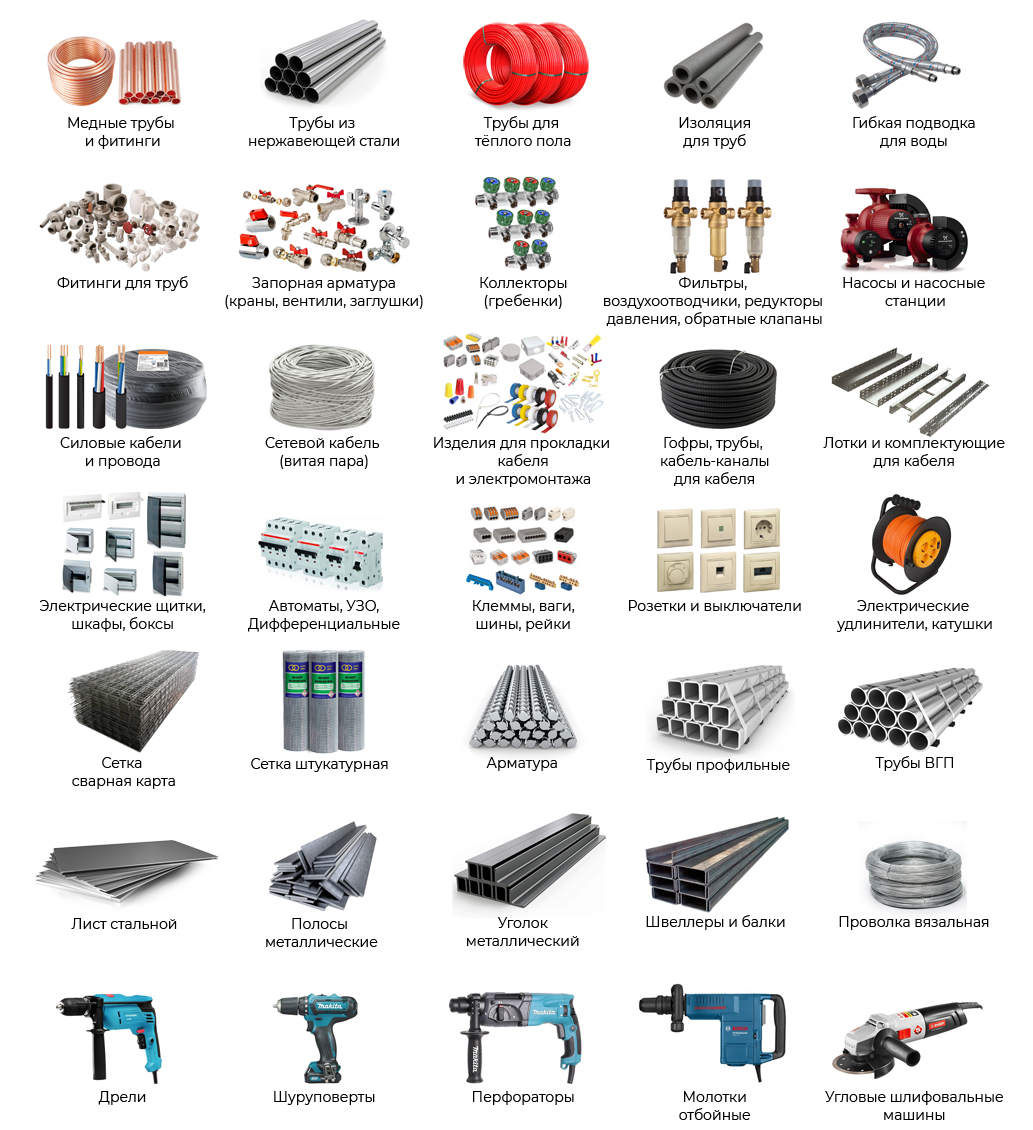 Медные трубы
и фитинги
Трубы из
нержавеющей стали
Трубы для
тёплого пола
Изоляция
для труб
Гибкая подводка
для воды
Фитинги для труб
Запорная арматура
(краны, вентили, заглушки)
Коллекторы
(гребенки)
Фильтры,
воздухоотводчики, редукторы
давления, обратные клапаны
Насосы и насосные
станции
Силовые кабели
и провода
Сетевой кабель
(витая пара)
Изделия для прокладки
кабеля
и электромонтажа
Гофры, трубы,
кабель-каналы
для кабеля
Лотки и комплектующие
для кабеля
Электрические щитки,
шкафы, боксы
Автоматы, УЗО,
Дифференциальные
Клеммы, ваги,
шины, рейки
Розетки и выключатели
Электрические
удлинители, катушки
Сетка
сварная карта
Сетка штукатурная
Арматура
Трубы профильные
Трубы ВГП
Лист стальной
Полосы
металлические
Уголок
металлический
Швеллеры и балки
Проволка вязальная
Makita
Makita
Makita
BOSCH
Дрели
Шуруповерты
Перфораторы
Молотки
отбойные
Угловые шлифовальные
машины